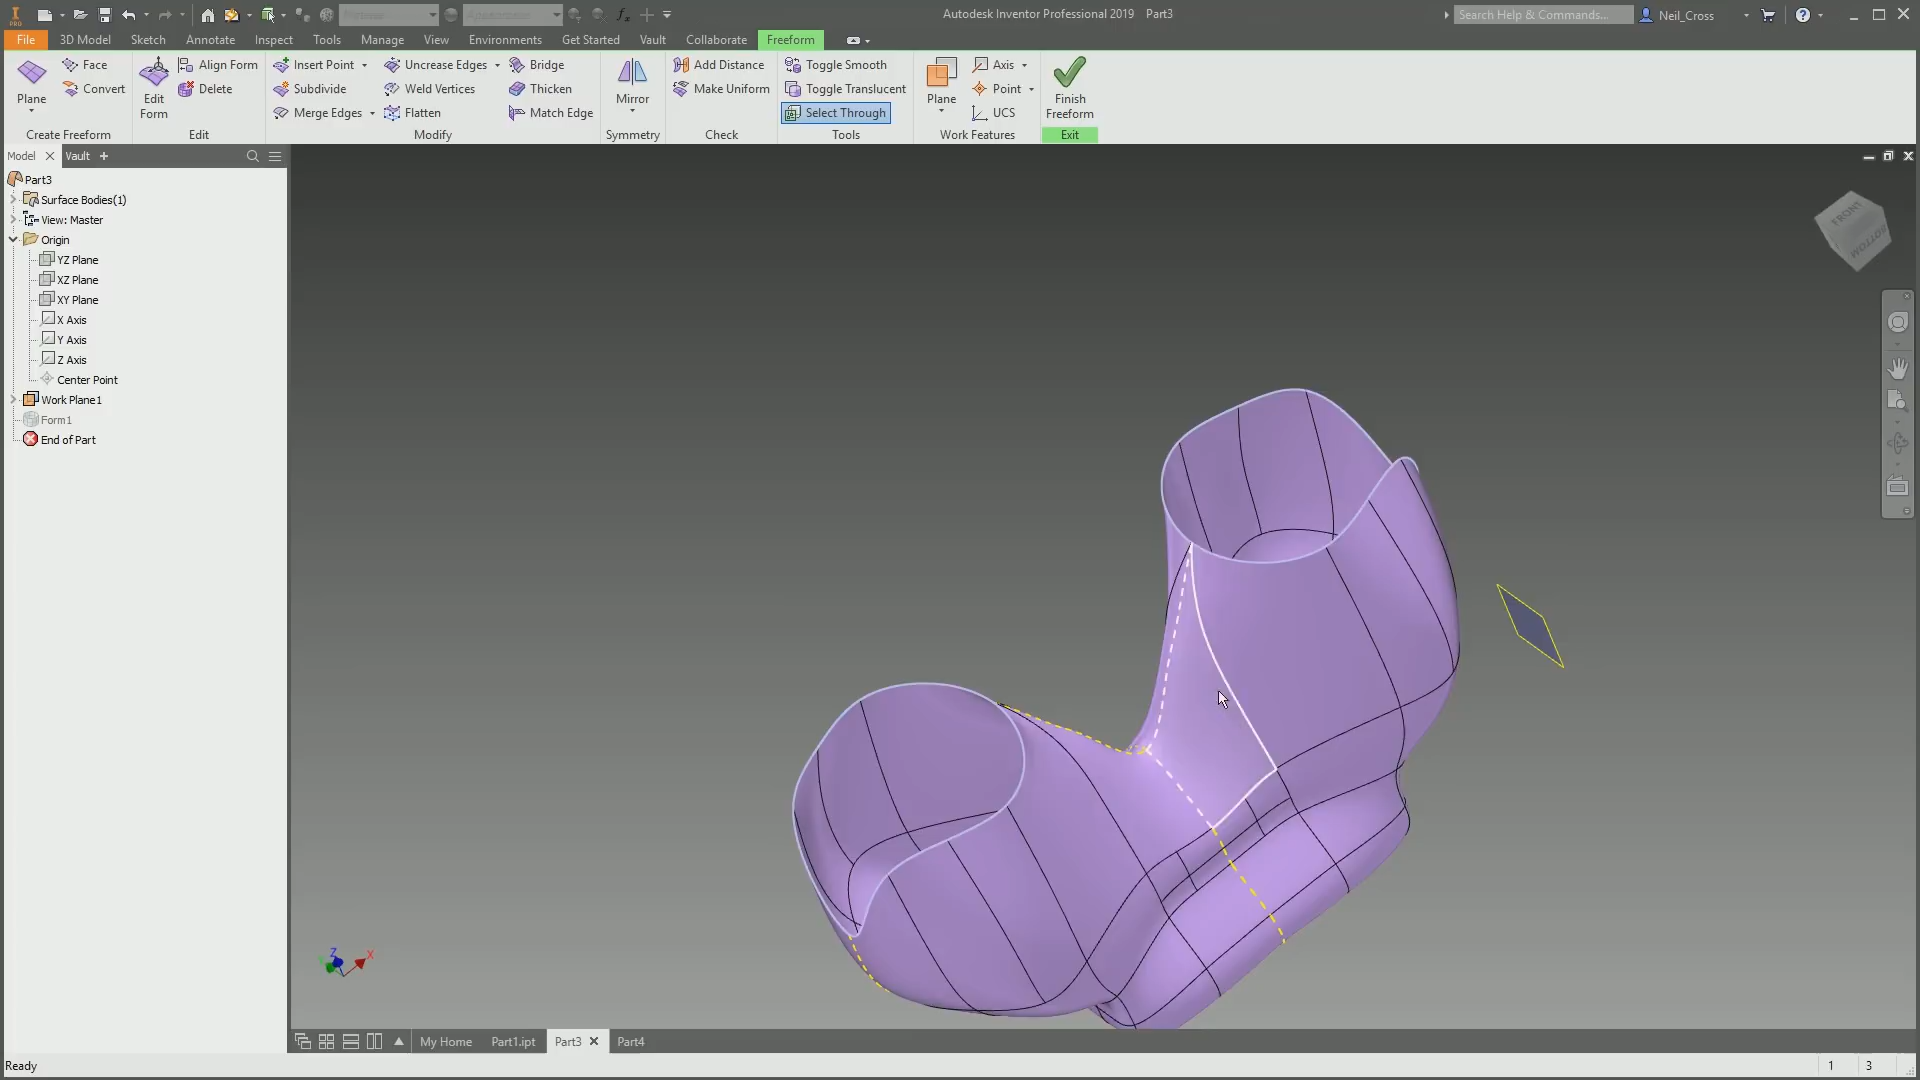 Autodesk Inventor Professional 2019 Part3
Search Help & Commands...
Neil_Cross
File 3D Model Sketch Annotate Inspect Tools Manage View Environments Get Started Vault Collaborate Freeform
Plane
Face
Convert
Create Freeform
Edit Form
Align Form
Delete
Edit
Insert Point
Subdivide
Merge Edges
Uncrease Edges
Weld Vertices
Flatten
Bridge
Thicken
Match Edge
Modify
Mirror
Symmetry
Add Distance
Make Uniform
Check
Toggle Smooth
Toggle Translucent
Select Through
Tools
Plane
Axis
Point
UCS
Work Features
Finish
Freeform
Exit
Model
Vault
Part3
Surface Bodies(1)
View: Master
Origin
YZ Plane
XZ Plane
XY Plane
X Axis
Y Axis
Z Axis
Center Point
Work Plane1
Form1
End of Part
FRONT
BOTTOM
Z
X
My Home
Part1.ipt
Part3
Part4
Ready
1
3